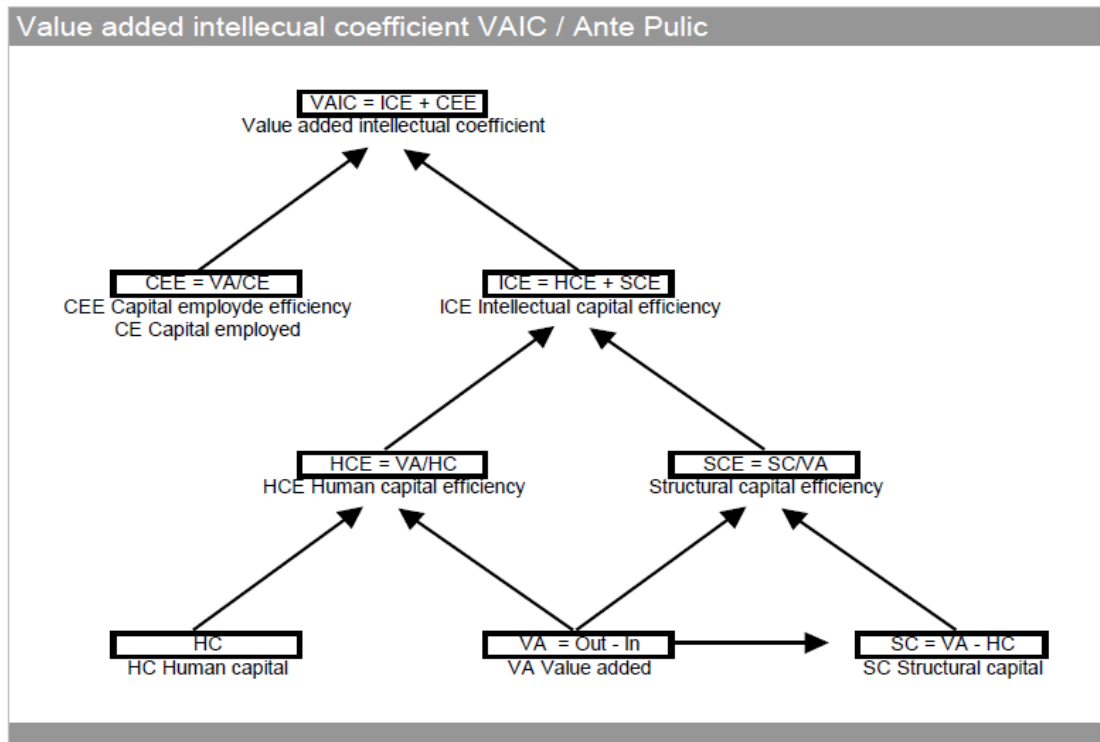 Value added intellecual coefficient VAIC / Ante Pulic
VAIC = ICE + CEE
Value added intellectual coefficient
CEE = VA/CE
CEE Capital employde efficiency
CE Capital employed
ICE = HCE + SCE
ICE Intellectual capital efficiency
HCE = VA/HC
HCE Human capital efficiency
SCE = SC/VA
Structural capital efficiency
HC
HC Human capital
VA = Out - In
VA Value added
SC = VA - HC
SC Structural capital